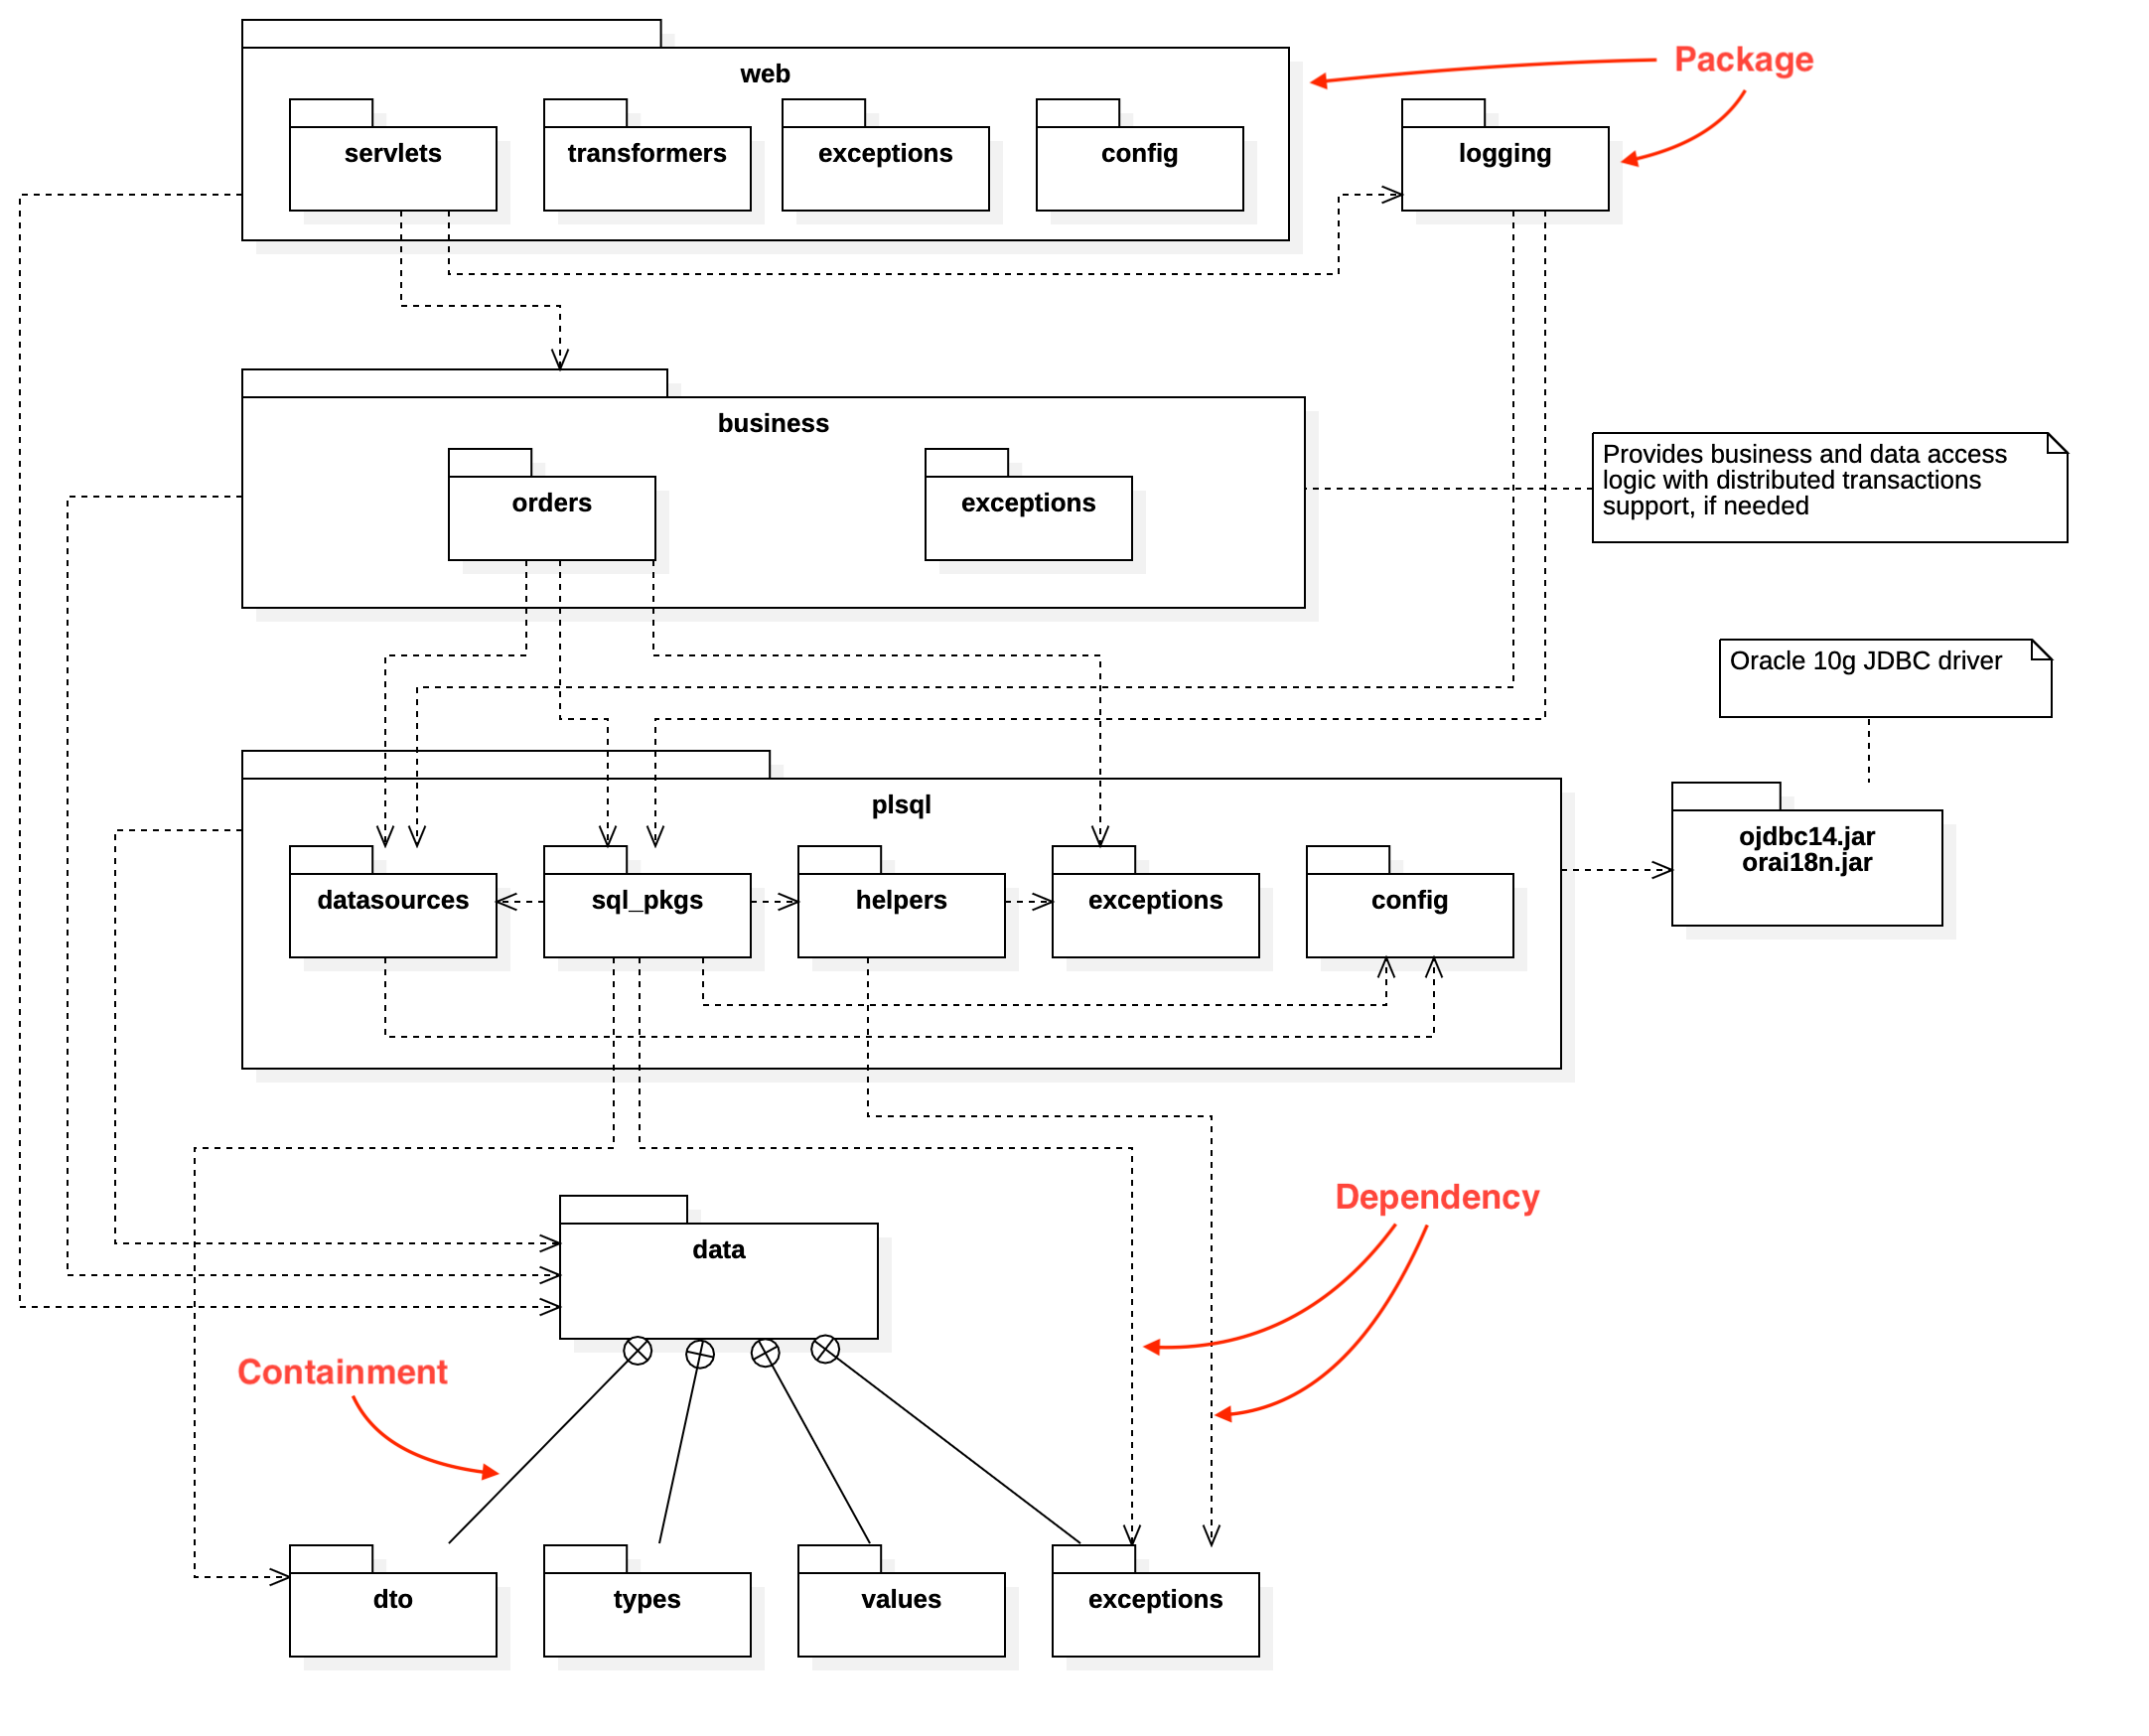 web
Package
servlets
transformers
exceptions
config
logging
business
orders
exceptions
Provides business and data access
logic with distributed transactions
support, if needed
Oracle 10g JDBC driver
plsql
ojdbc14.jar
orai18n.jar
datasources
sql_pkgs
helpers
exceptions
config
Dependency
data
Containment
dto
types
values
exceptions